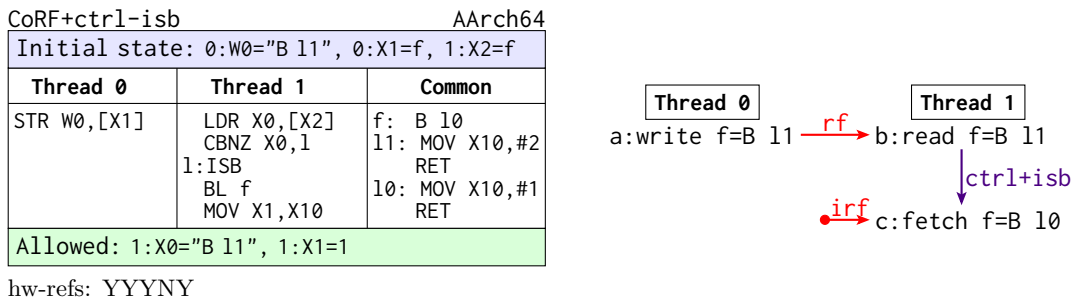 CoRF+ctrl-isb AArch64
Initial state: 0:W0="B l1", 0:X1=f, 1:X2=f
Thread 0 Thread 1 Common
STR W0,[X1] LDR X0,[X2] f: B l0
CBNZ X0,l l1: MOV X10,#2
l:ISB RET
BL f l0: MOV X10,#1
MOV X1,X10 RET
Allowed: 1:X0="B l1", 1:X1=1
hw-refs: YYYNY
Thread 0 Thread 1
a:write f=B l1 rf b:read f=B l1
ctrl+isb
irf c:fetch f=B l0